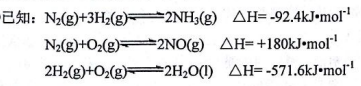 已知：N₂(g)+3H₂(g)⇌2NH₃(g) △H= -92.4kJ•mol⁻¹
N₂(g)+O₂(g)⇌2NO(g) △H= +180kJ•mol⁻¹
2H₂(g)+O₂(g)⇌2H₂O(l) △H= -571.6kJ•mol⁻¹